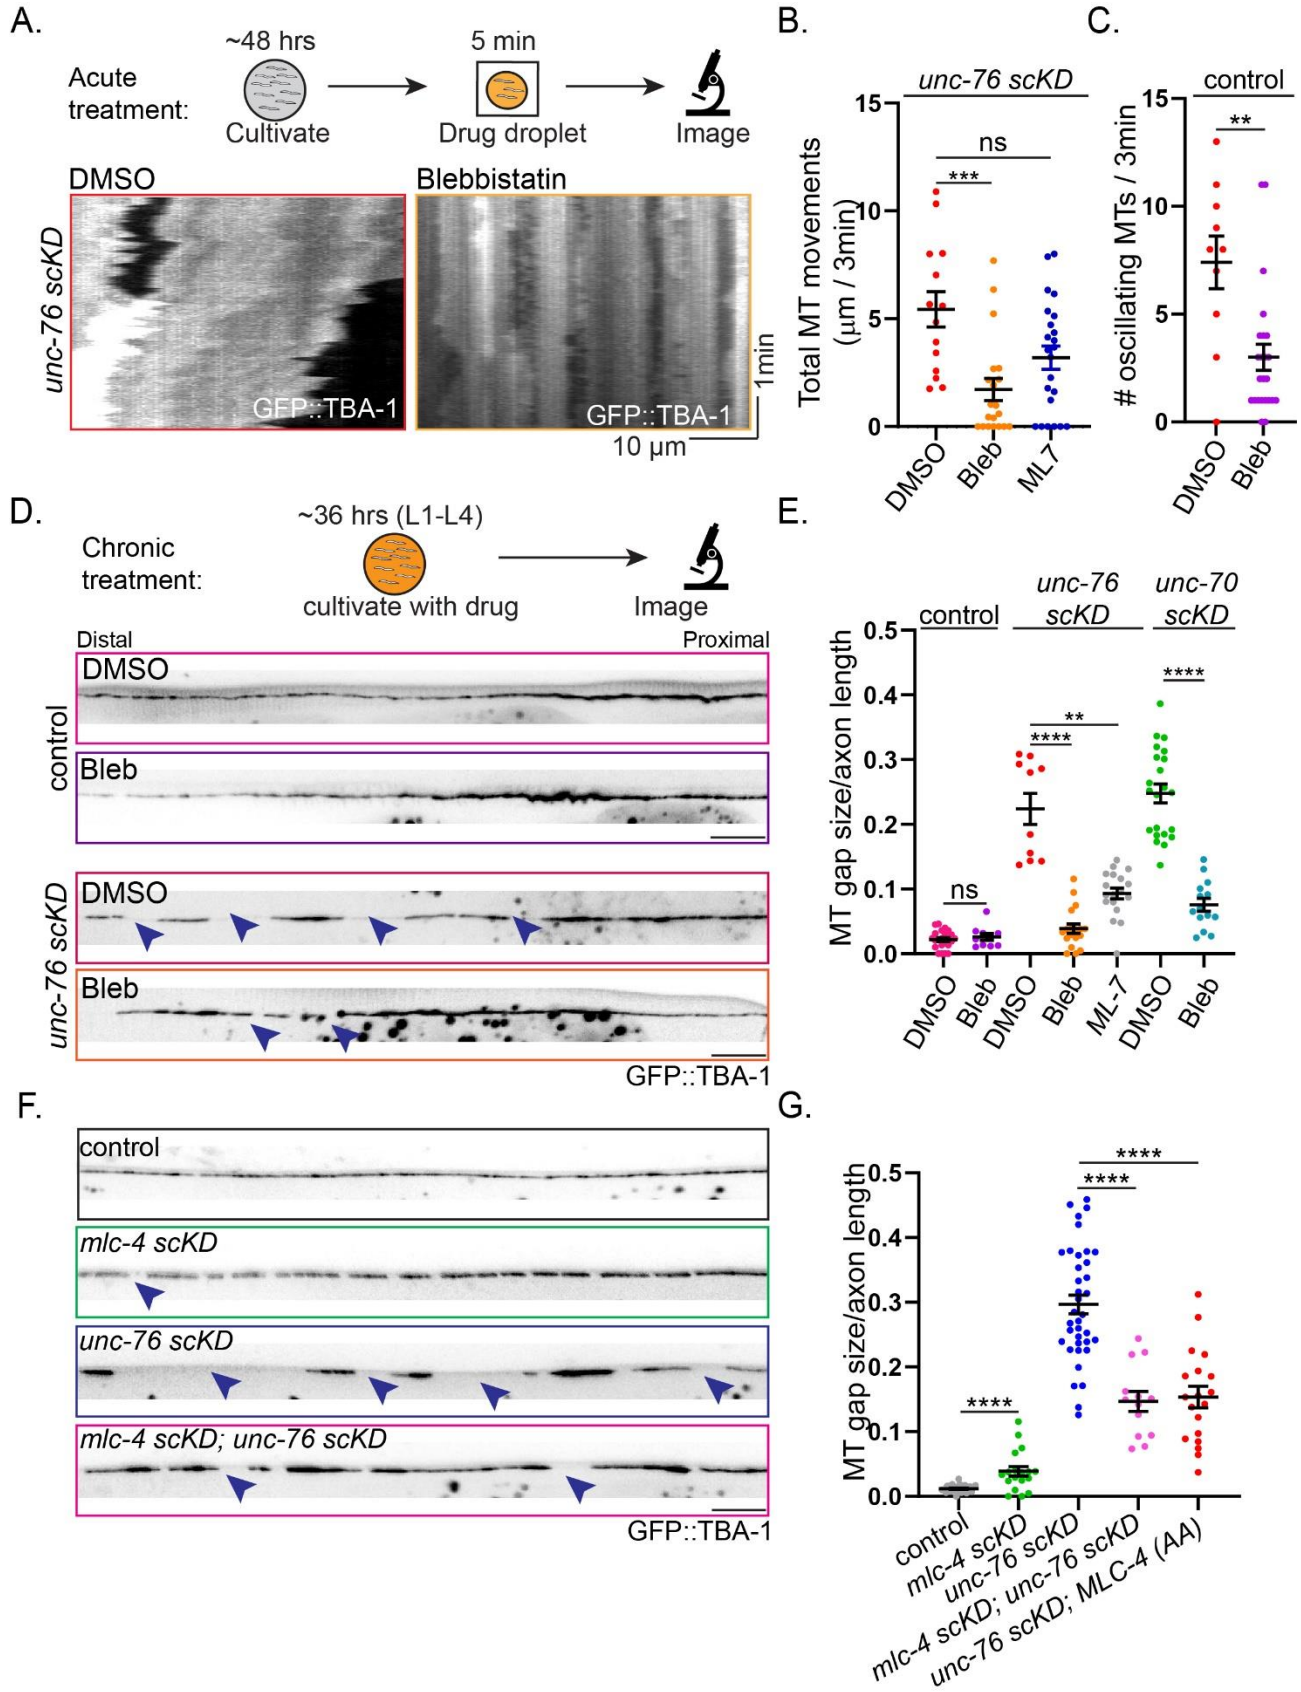 A.
~48 hrs
5 min
Acute
treatment:
Cultivate
Drug droplet
Image
DMSO
Blebbistatin
unc-76 scKD
GFP::TBA-1
GFP::TBA-1
1min
10 µm
B.
unc-76 scKD
ns
***
Total MT movements
(µm / 3min)
15
10
5
0
DMSO
Bleb
ML7
C.
control
**
# oscillating MTs / 3min
15
10
5
0
DMSO
Bleb
D.
~36 hrs (L1-L4)
Chronic
treatment:
cultivate with drug
Image
Distal
Proximal
control
DMSO
Bleb
unc-76 scKD
DMSO
Bleb
GFP::TBA-1
E.
control
unc-76
scKD
unc-70
scKD
MT gap size/axon length
0.5
0.4
0.3
0.2
0.1
0.0
ns
**
****
****
DMSO
Bleb
DMSO
Bleb
ML-7
DMSO
Bleb
F.
control
mlc-4 scKD
unc-76 scKD
mlc-4 scKD; unc-76 scKD
GFP::TBA-1
G.
MT gap size/axon length
0.5
0.4
0.3
0.2
0.1
0.0
****
****
****
control
mlc-4 scKD
unc-76 scKD
mlc-4 scKD; unc-76 scKD
unc-76 scKD; MLC-4 (AA)